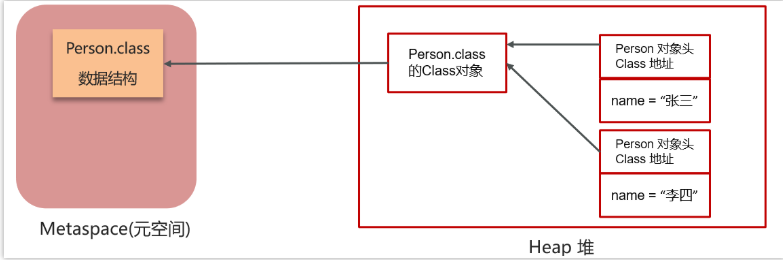 Person.class
数据结构
Metaspace(元空间)
Person.class
的Class对象
Person 对象头
Class 地址
name = “张三”
Person 对象头
Class 地址
name = “李四”
Heap 堆